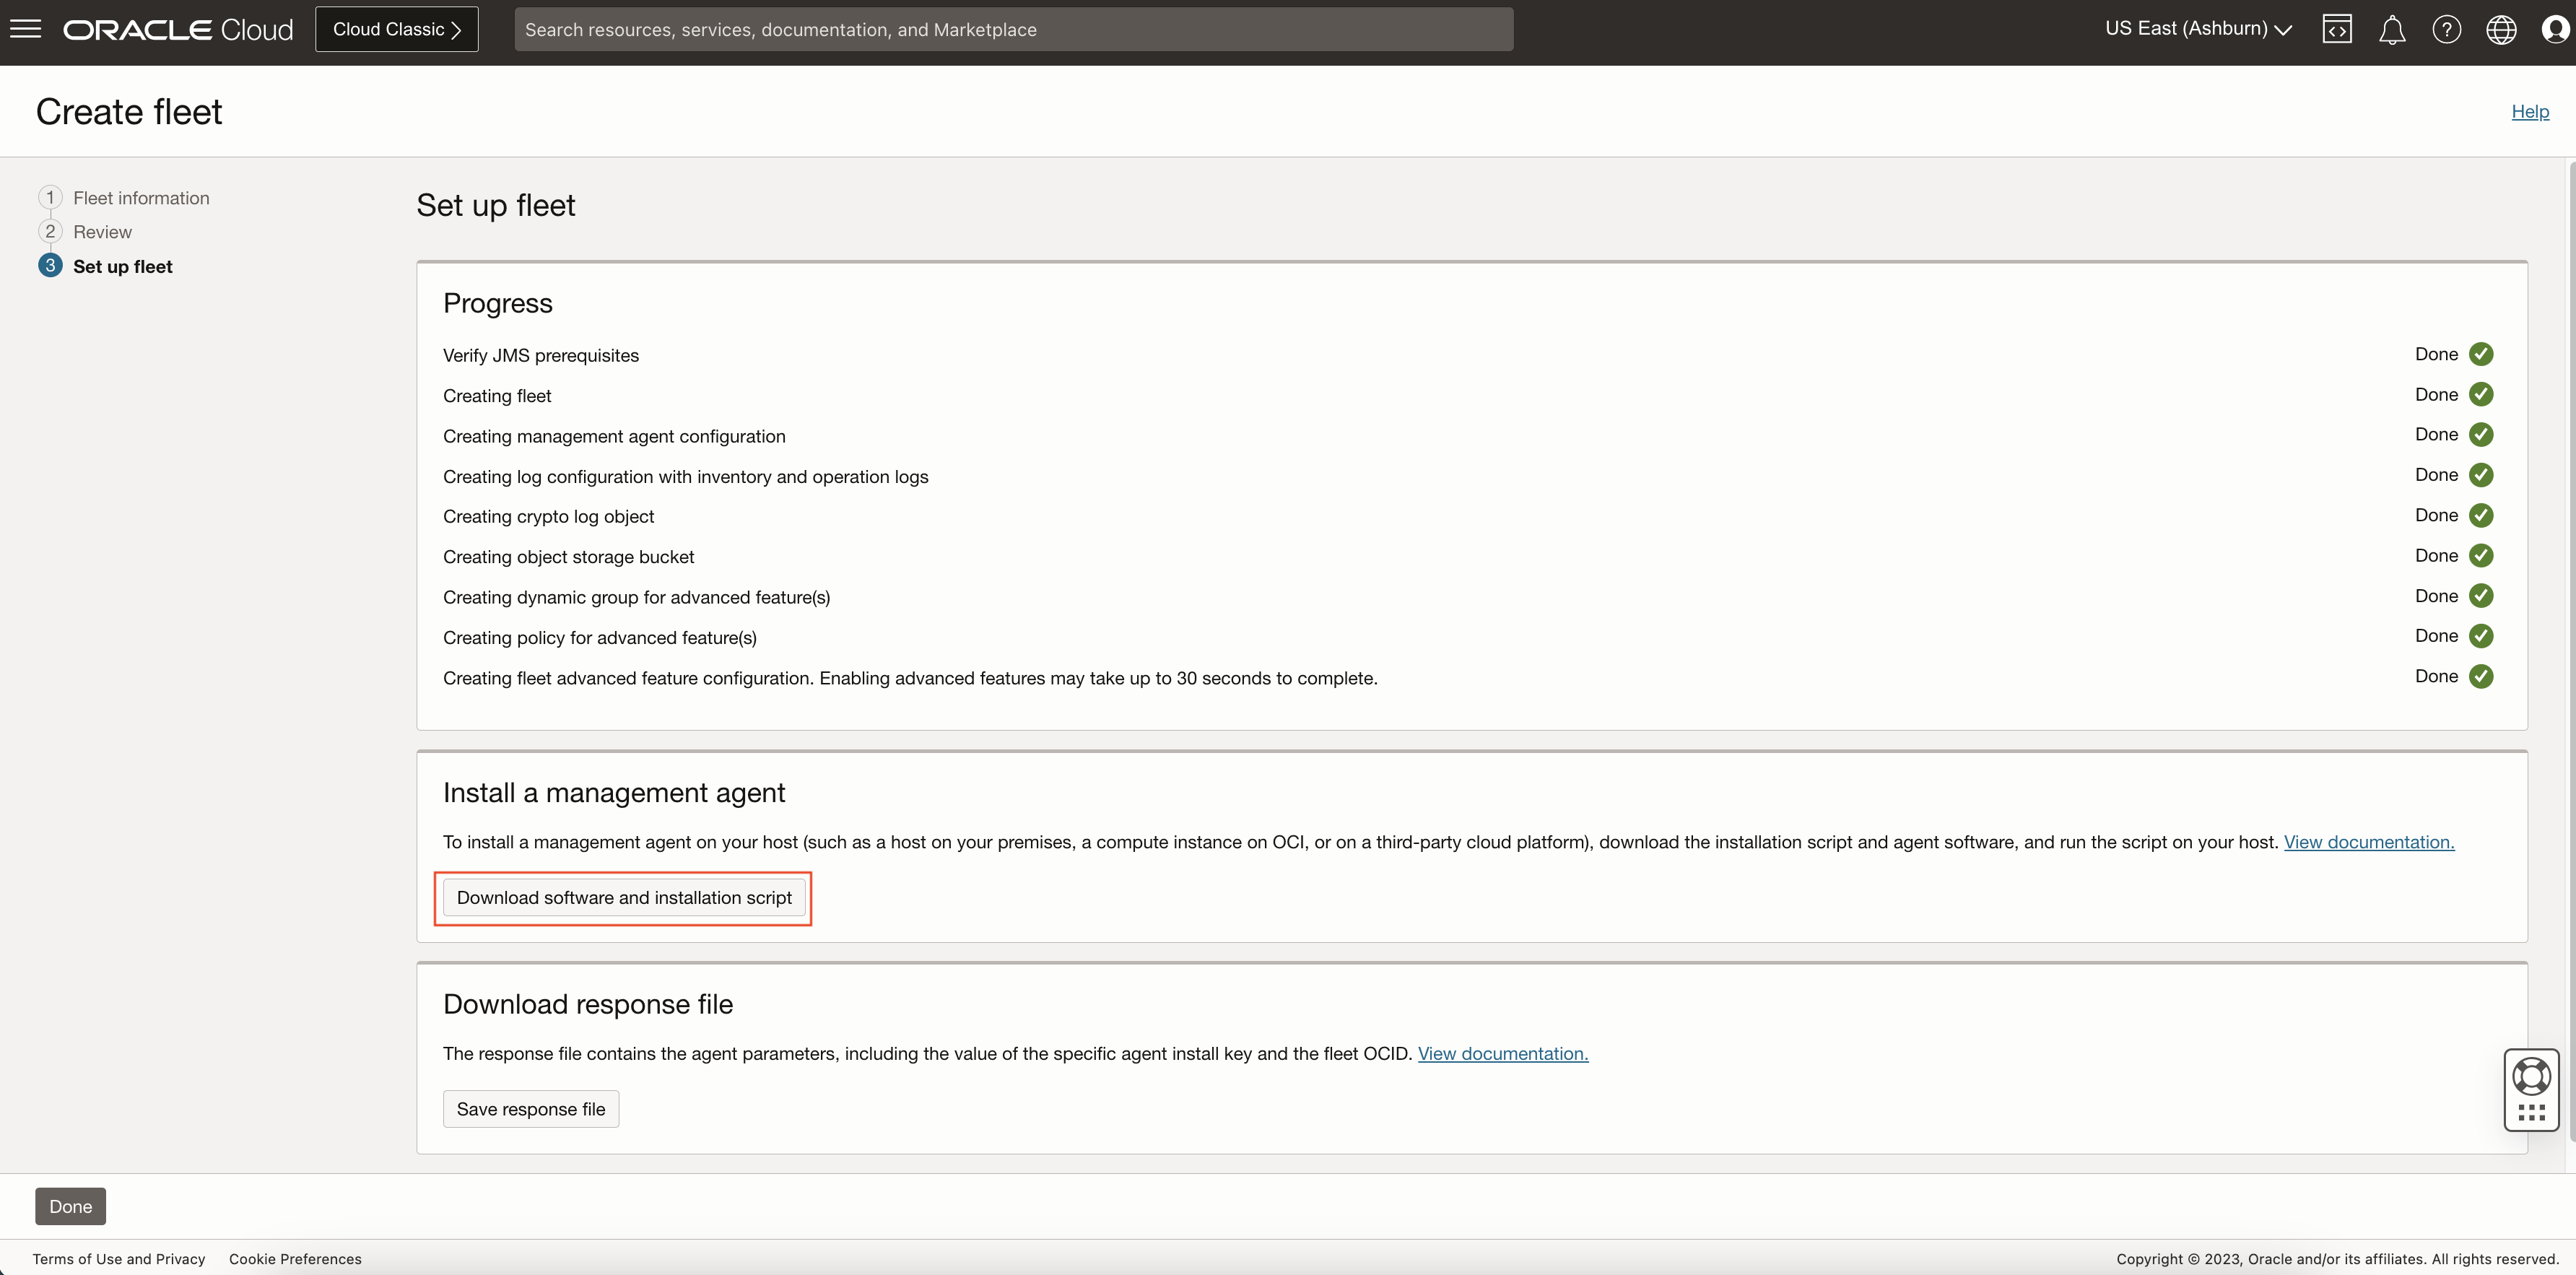 ORACLE Cloud
Cloud Classic
Search resources, services, documentation, and Marketplace
US East (Ashburn)
Create fleet
Help
1 Fleet information
2 Review
3 Set up fleet
Set up fleet
Progress
Verify JMS prerequisites Done
Creating fleet Done
Creating management agent configuration Done
Creating log configuration with inventory and operation logs Done
Creating crypto log object Done
Creating object storage bucket Done
Creating dynamic group for advanced feature(s) Done
Creating policy for advanced feature(s) Done
Creating fleet advanced feature configuration. Enabling advanced features may take up to 30 seconds to complete. Done
Install a management agent
To install a management agent on your host (such as a host on your premises, a compute instance on OCI, or on a third-party cloud platform), download the installation script and agent software, and run the script on your host. View documentation.
Download software and installation script
Download response file
The response file contains the agent parameters, including the value of the specific agent install key and the fleet OCID. View documentation.
Save response file
Done
Terms of Use and Privacy Cookie Preferences
Copyright © 2023, Oracle and/or its affiliates. All rights reserved.